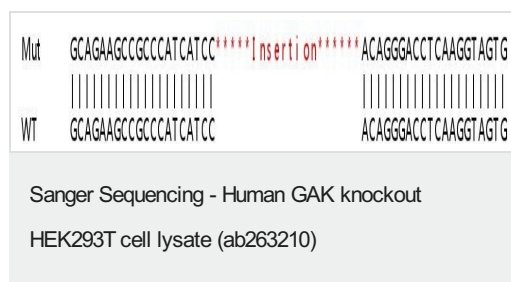 Mut GCAGAAGCCGCCCATCATCC*****Insertion******ACAGGGACCTCAAGGTAGTG
||||||||||||||||||||   ||||||||||||||||||||
WT GCAGAAGCCGCCCATCATCC ACAGGGACCTCAAGGTAGTG
Sanger Sequencing - Human GAK knockout
HEK293T cell lysate (ab263210)